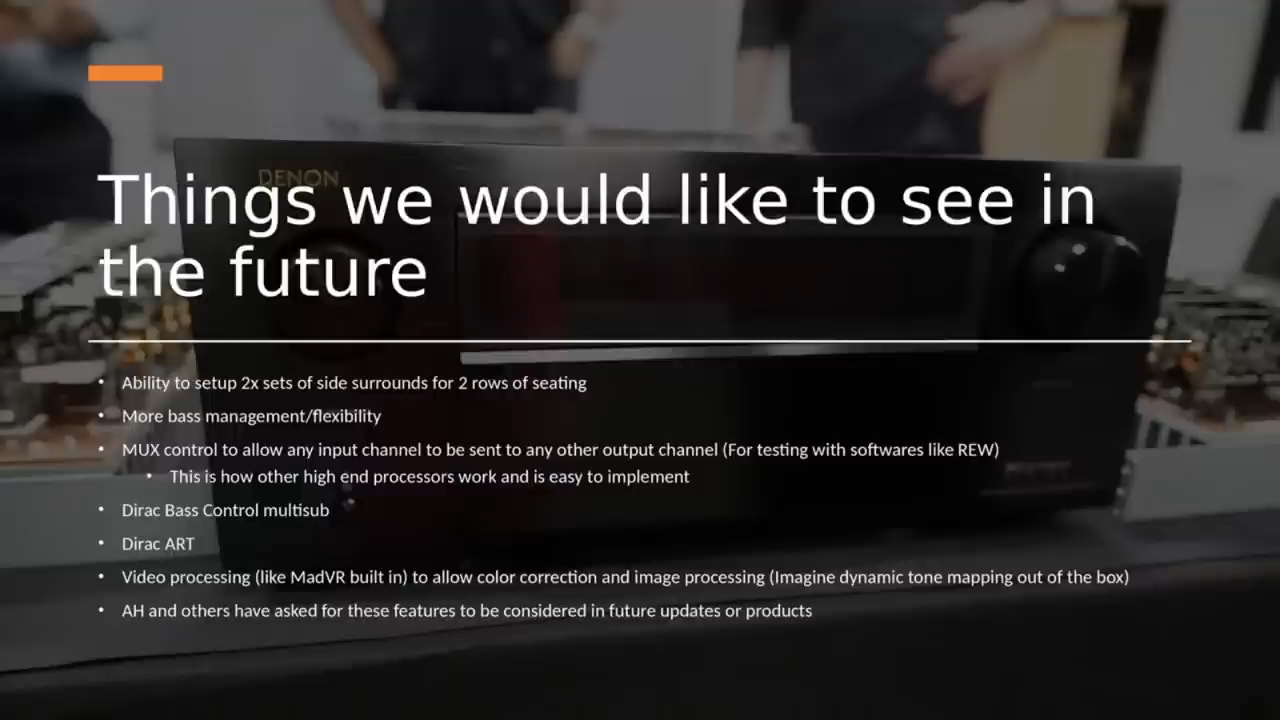 DENON
Things we would like to see in
the future
• Ability to setup 2x sets of side surrounds for 2 rows of seating
• More bass management/flexibility
• MUX control to allow any input channel to be sent to any other output channel (For testing with softwares like REW)
• This is how other high end processors work and is easy to implement
• Dirac Bass Control multisub
• Dirac ART
• Video processing (like MadVR built in) to allow color correction and image processing (Imagine dynamic tone mapping out of the box)
• AH and others have asked for these features to be considered in future updates or products